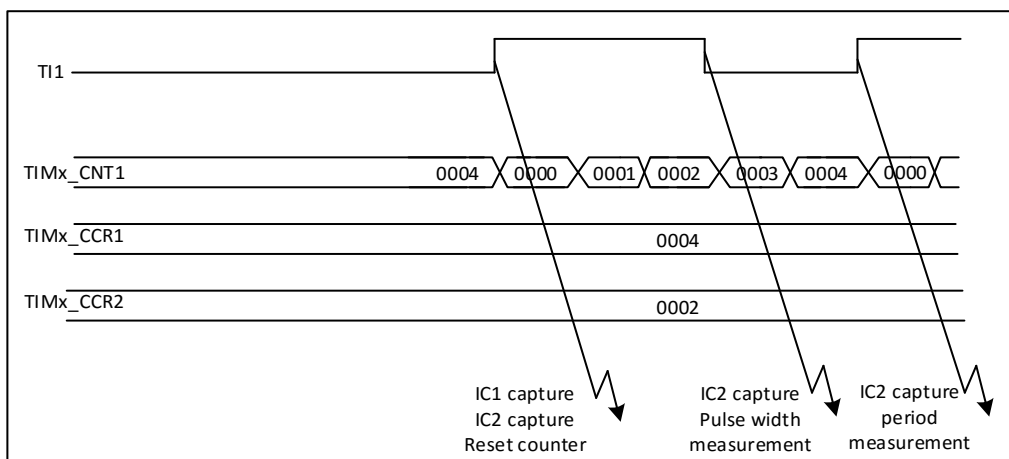 TI1
TIMx_CNT1
0004 0000 0001 0002 0003 0004 0000
TIMx_CCR1
0004
TIMx_CCR2
0002
IC1 capture
IC2 capture
Reset counter
IC2 capture
Pulse width
measurement
IC2 capture
period
measurement